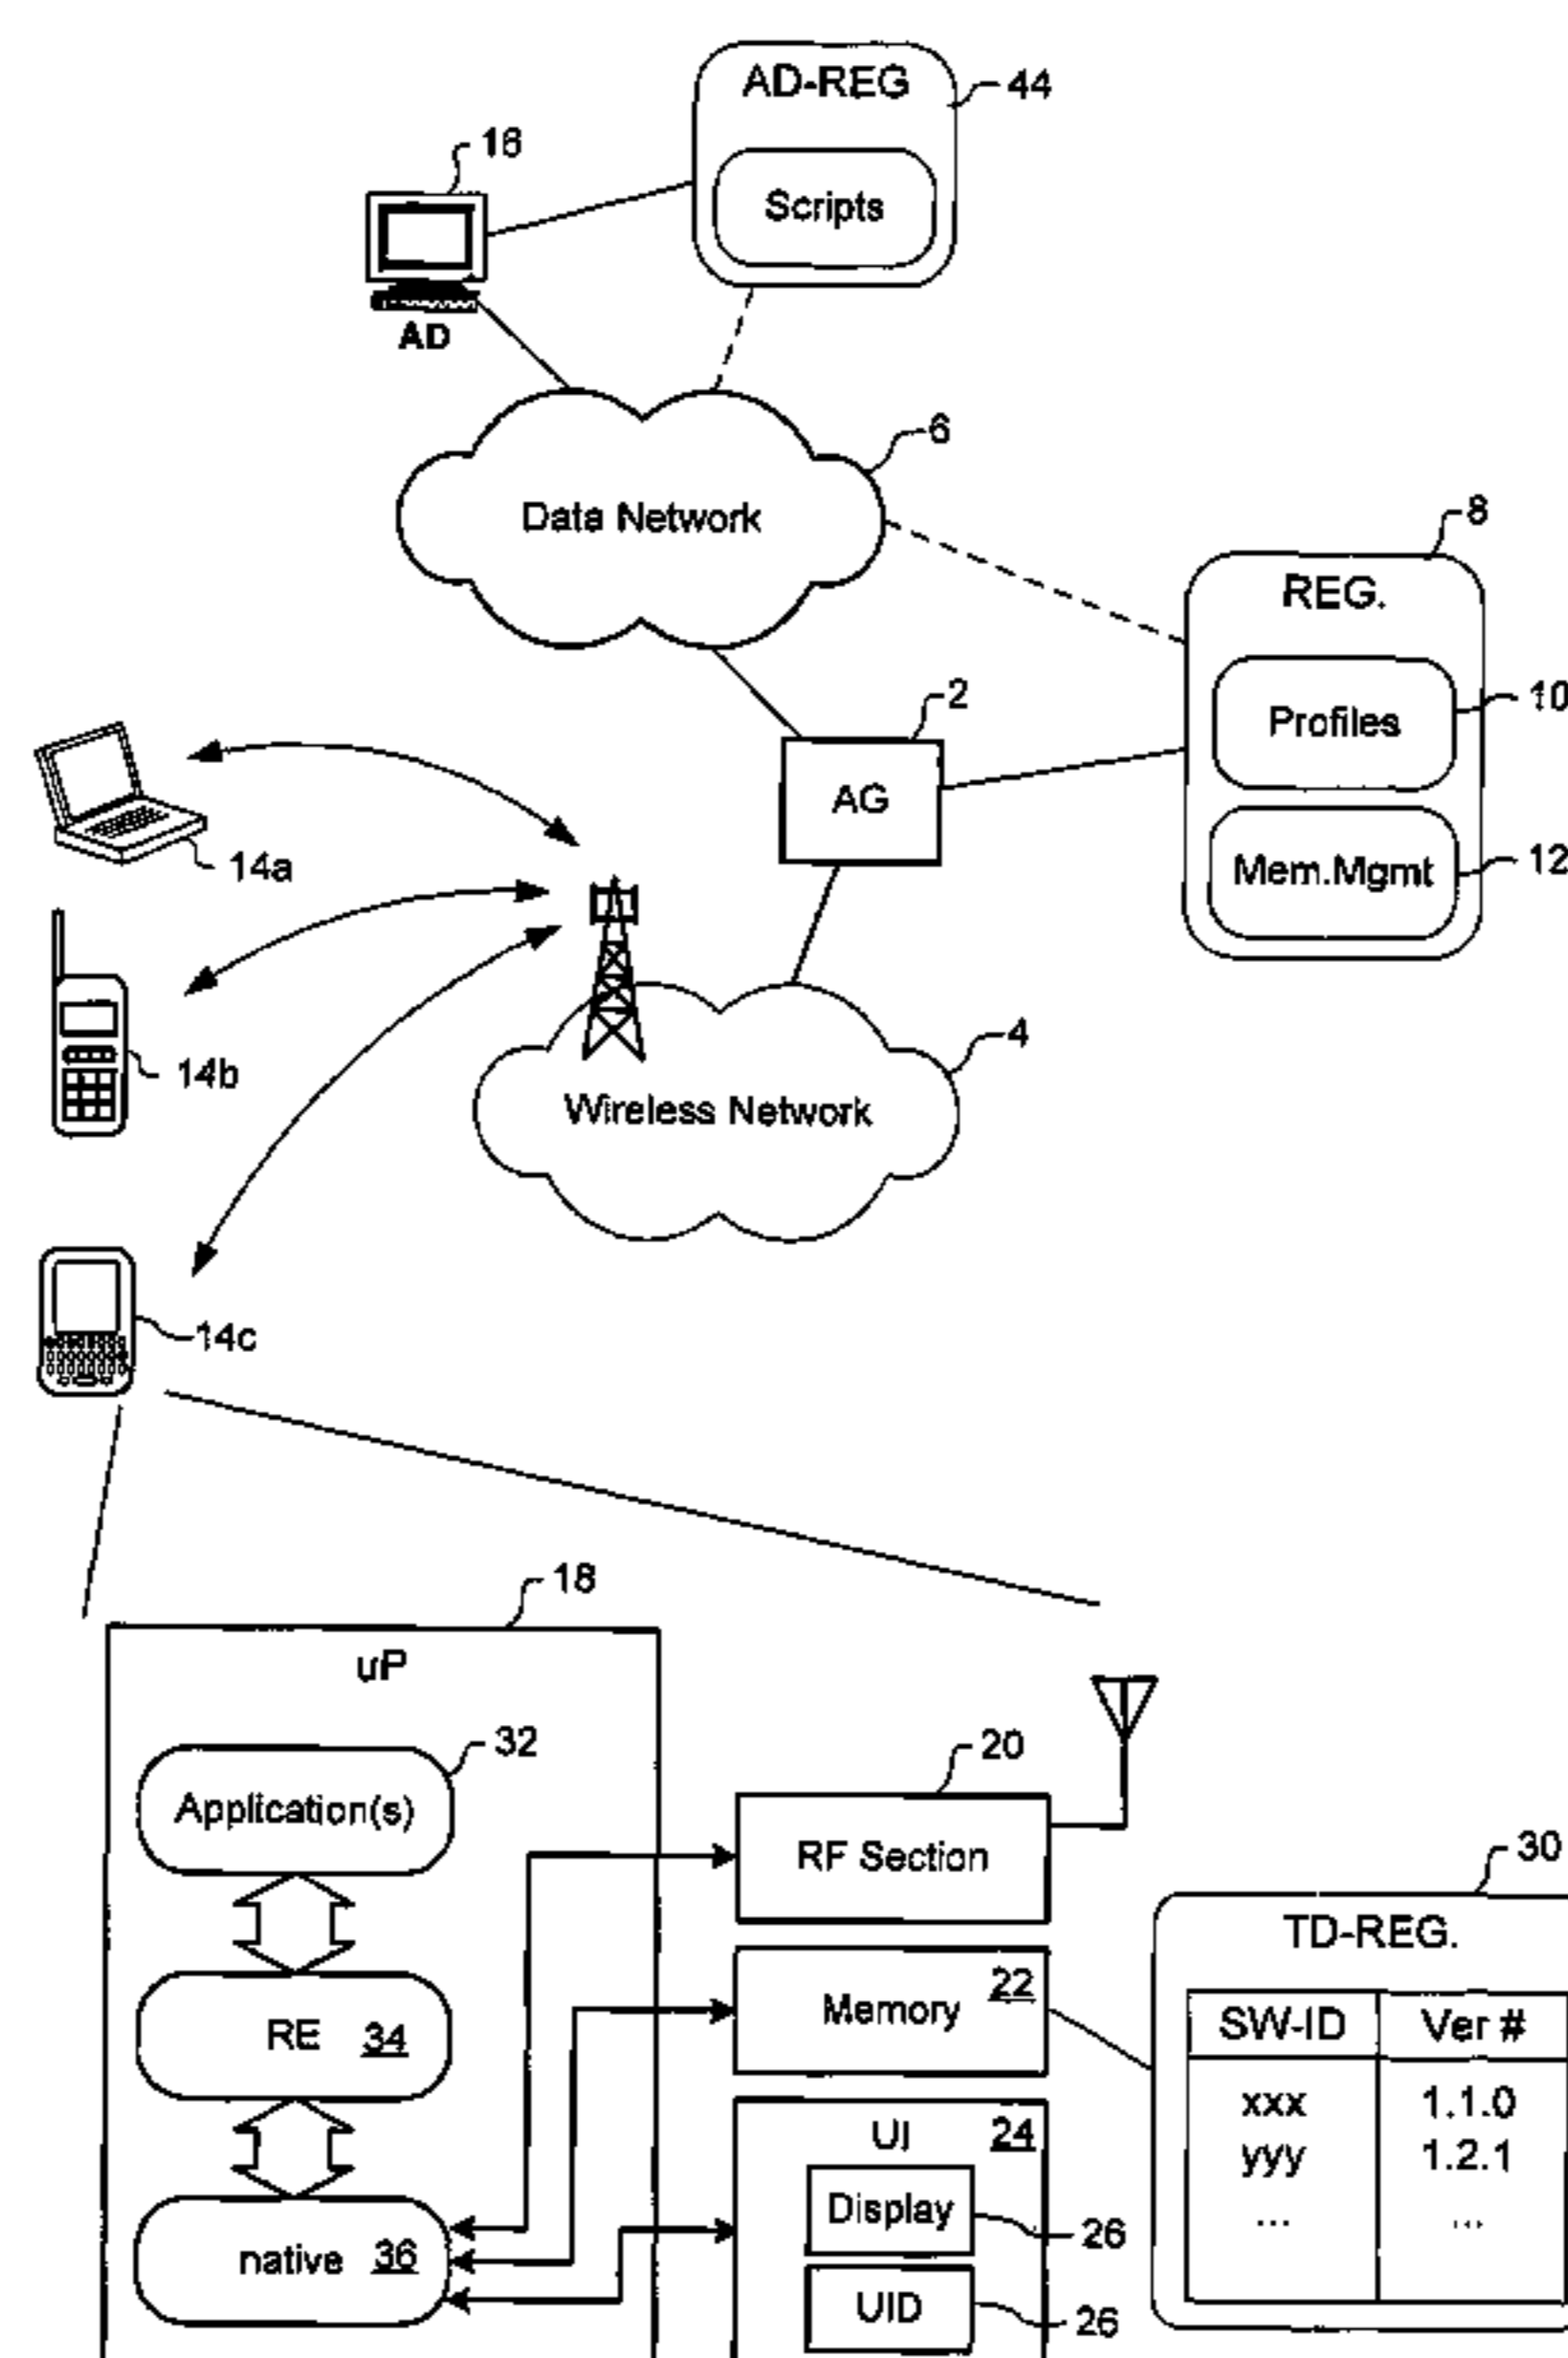 AD-REG
44
16
Scripts
AD
6
Data Network
8
REG.
2
10
Profiles
AG
14a
12
Mem.Mgmt
4
14b
Wireless Network
14c
18
uP
32
20
Application(s)
RF Section
30
TD-REG.
22
Memory
SW-ID Ver #
RE 34
xxx 1.1.0
UI 24
yyy 1.2.1
Display
... ...
26
native 36
UID
26